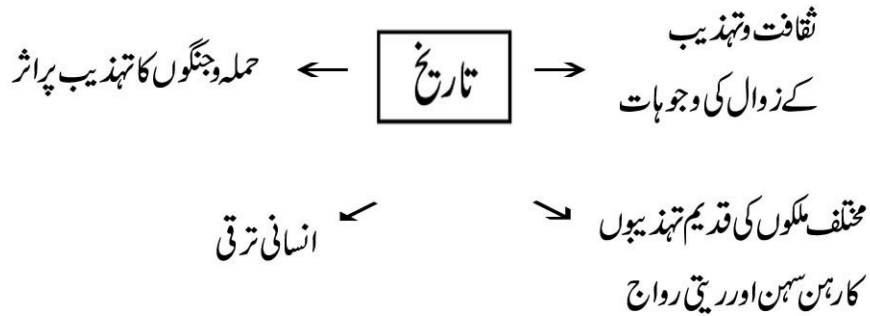 ثقافت وتہذیب
کے زوال کی وجوہات
تاریخ
حملہ وجنگوں کا تہذیب پر اثر
مختلف ملکوں کی قدیم تہذیبوں
کا رہن سہن اور ریتی رواج
انسانی ترقی